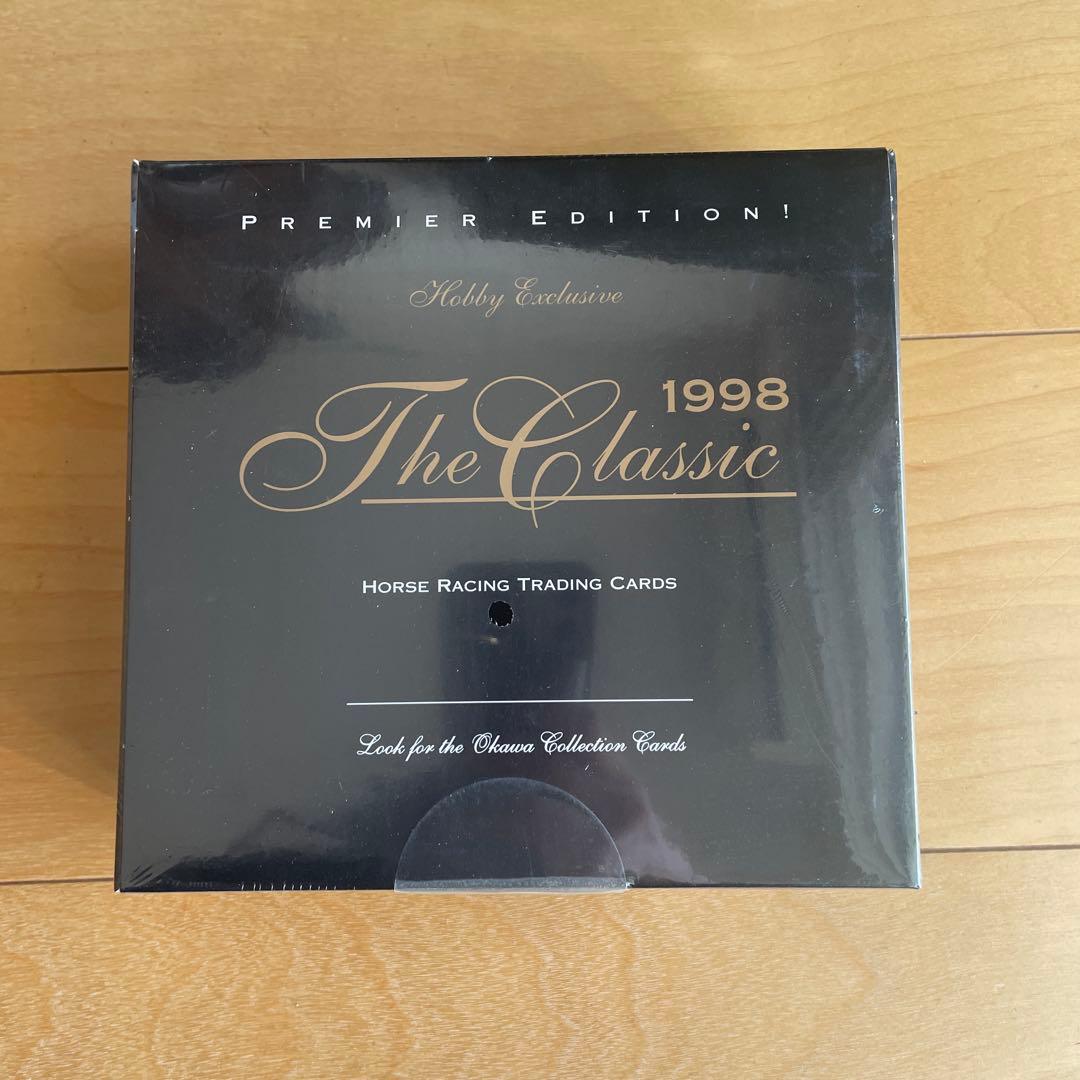 PREMIER EDITION!
Hobby Exclusive
1998
The Classic
HORSE RACING TRADING CARDS
Look for the Okawa Collection Cards